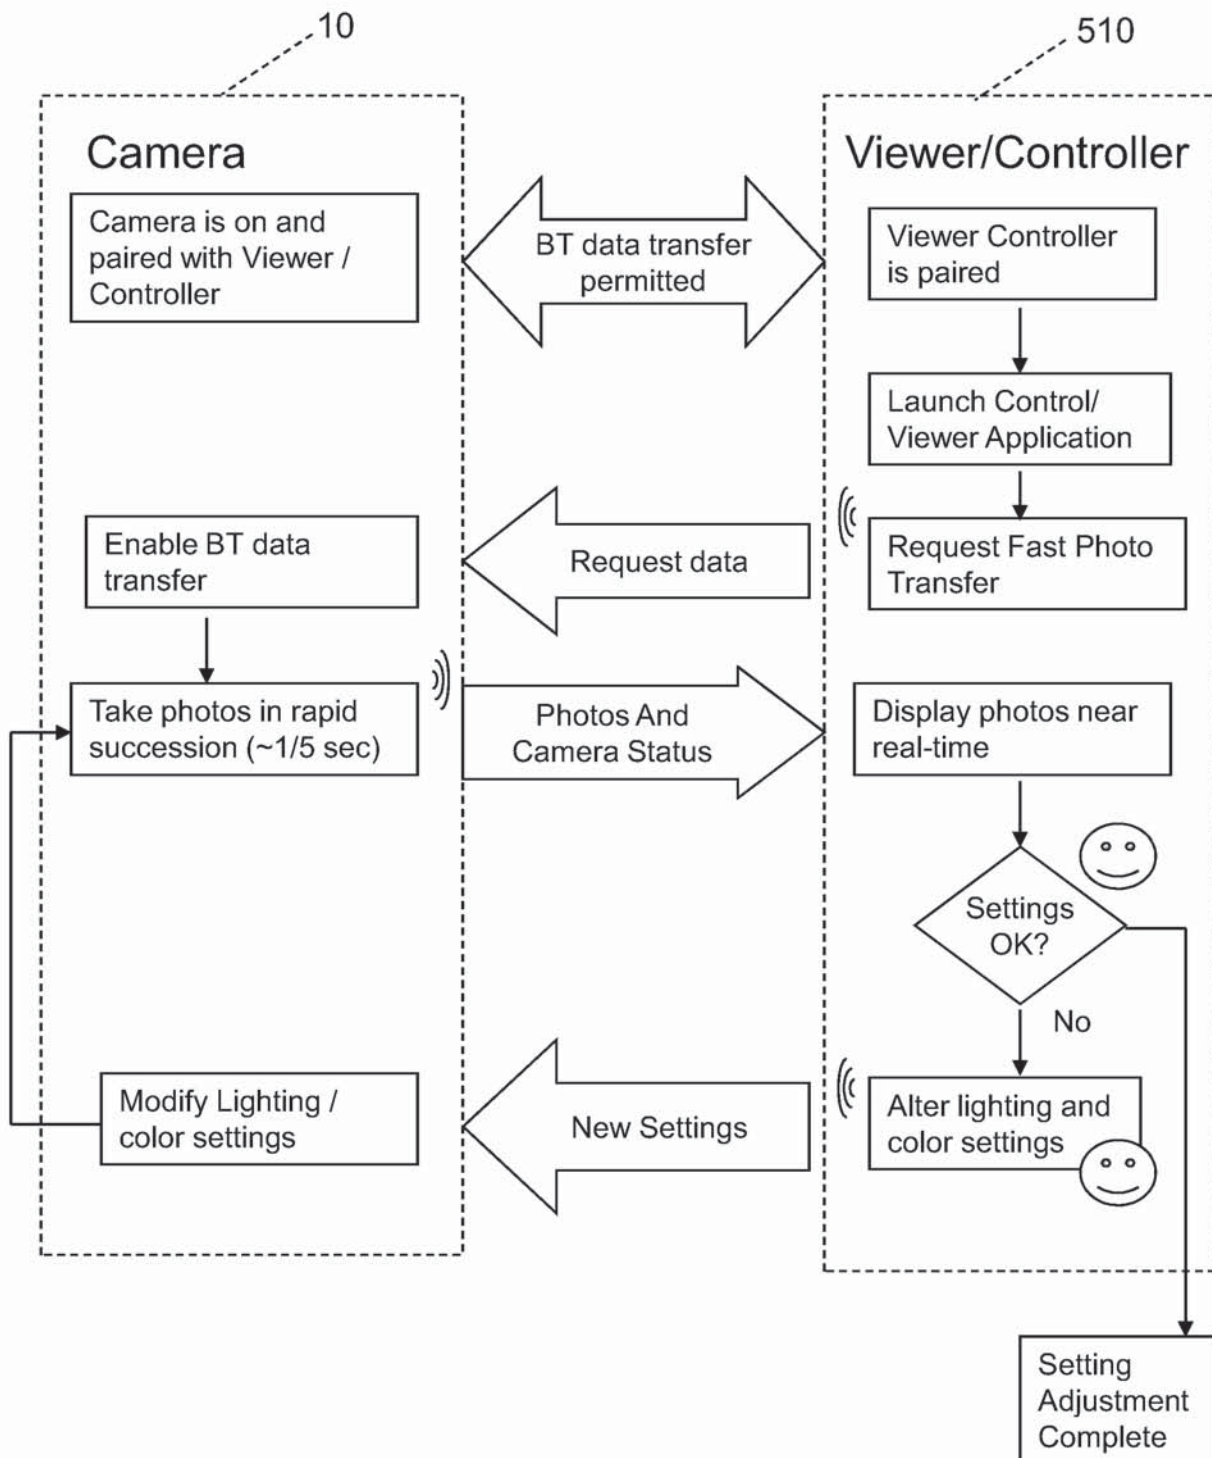 10
510
Camera
Viewer/Controller
Camera is on and
paired with Viewer /
Controller
BT data transfer
permitted
Viewer Controller
is paired
Launch Control/
Viewer Application
Enable BT data
transfer
Request data
Request Fast Photo
Transfer
Take photos in rapid
succession (~1/5 sec)
Photos And
Camera Status
Display photos near
real-time
Settings
OK?
No
Modify Lighting /
color settings
New Settings
Alter lighting and
color settings
Setting
Adjustment
Complete